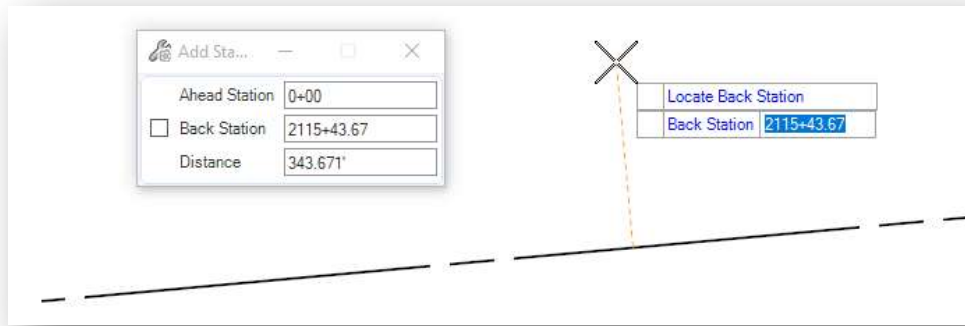 Add Sta...
Ahead Station 0+00
Back Station 2115+43.67
Distance 343.671'
Locate Back Station
Back Station 2115+43.67